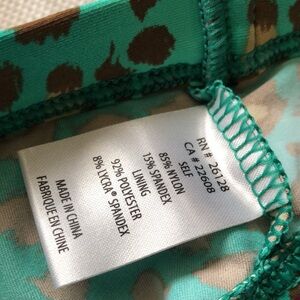 RN # 26128
CA # 22608
SELF
85% NYLON
15% SPANDEX
LINING
92% POLYESTER
8% LYCRA® SPANDEX
MADE IN CHINA
FABRIQUE EN CHINE